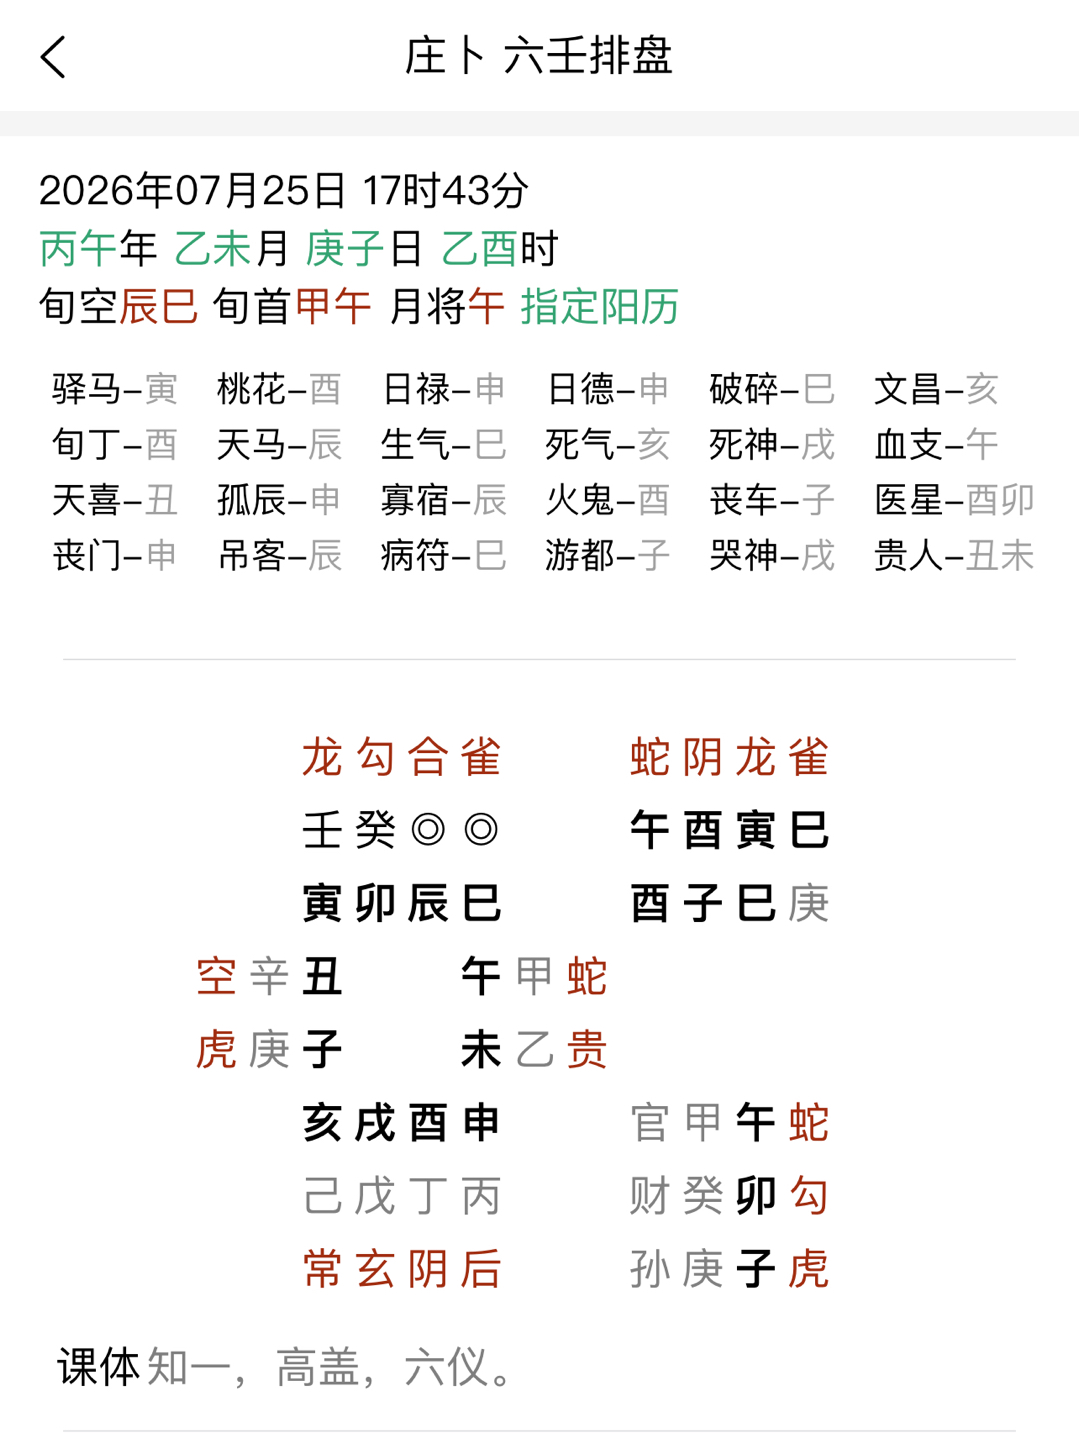 庄卜 六壬排盘
2026年07月25日 17时43分
丙午年 乙未月 庚子日 乙酉时
旬空辰巳 旬首甲午 月将午 指定阳历
驿马–寅 桃花–酉 日禄–申 日德–申 破碎–巳 文昌–亥
旬丁–酉 天马–辰 生气–巳 死气–亥 死神–戌 血支–午
天喜–丑 孤辰–申 寡宿–辰 火鬼–酉 丧车–子 医星–酉卯
丧门–申 吊客–辰 病符–巳 游都–子 哭神–戌 贵人–丑未
龙 勾 合 雀 蛇 阴 龙 雀
壬 癸 ◎ ◎ 午 酉 寅 巳
寅 卯 辰 巳 酉 子 巳 庚
空 辛 丑 午 甲 蛇
虎 庚 子 未 乙 贵
亥 戌 酉 申 官 甲 午 蛇
己 戊 丁 丙 财 癸 卯 勾
常 玄 阴 后 孙 庚 子 虎
课体 知一，高盖，六仪。